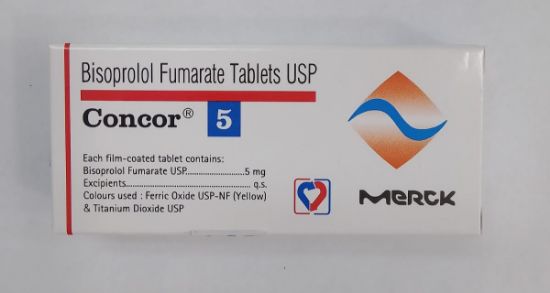 Bisoprolol Fumarate Tablets USP
Concor® 5
Each film-coated tablet contains:
Bisoprolol Fumarate USP....................5 mg
Excipients.................................... q.s.
Colours used : Ferric Oxide USP-NF (Yellow)
& Titanium Dioxide USP
MERCK